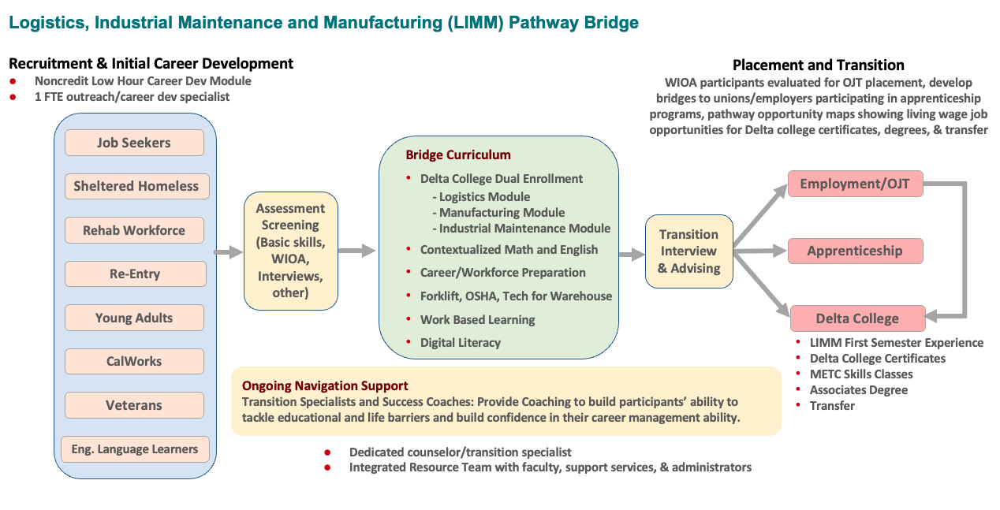 Logistics, Industrial Maintenance and Manufacturing (LIMM) Pathway Bridge
Recruitment & Initial Career Development
● Noncredit Low Hour Career Dev Module
● 1 FTE outreach/career dev specialist
Job Seekers
Sheltered Homeless
Rehab Workforce
Re-Entry
Young Adults
CalWorks
Veterans
Eng. Language Learners
Assessment
Screening
(Basic skills,
WIOA,
Interviews,
other)
Bridge Curriculum
• Delta College Dual Enrollment
- Logistics Module
- Manufacturing Module
- Industrial Maintenance Module
• Contextualized Math and English
• Career/Workforce Preparation
• Forklift, OSHA, Tech for Warehouse
• Work Based Learning
• Digital Literacy
Ongoing Navigation Support
Transition Specialists and Success Coaches: Provide Coaching to build participants’ ability to
tackle educational and life barriers and build confidence in their career management ability.
● Dedicated counselor/transition specialist
● Integrated Resource Team with faculty, support services, & administrators
Transition
Interview
& Advising
Placement and Transition
WIOA participants evaluated for OJT placement, develop
bridges to unions/employers participating in apprenticeship
programs, pathway opportunity maps showing living wage job
opportunities for Delta college certificates, degrees, & transfer
Employment/OJT
Apprenticeship
Delta College
• LIMM First Semester Experience
• Delta College Certificates
• METC Skills Classes
• Associates Degree
• Transfer